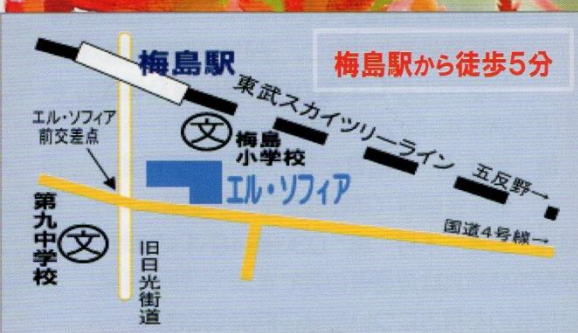 梅島駅
梅島駅から徒歩5分
東武スカイツリーライン
五反野→
エル・ソフィア
前交差点
文
梅島
小学校
エル・ソフィア
国道4号線→
第九中学校
文
旧日光街道